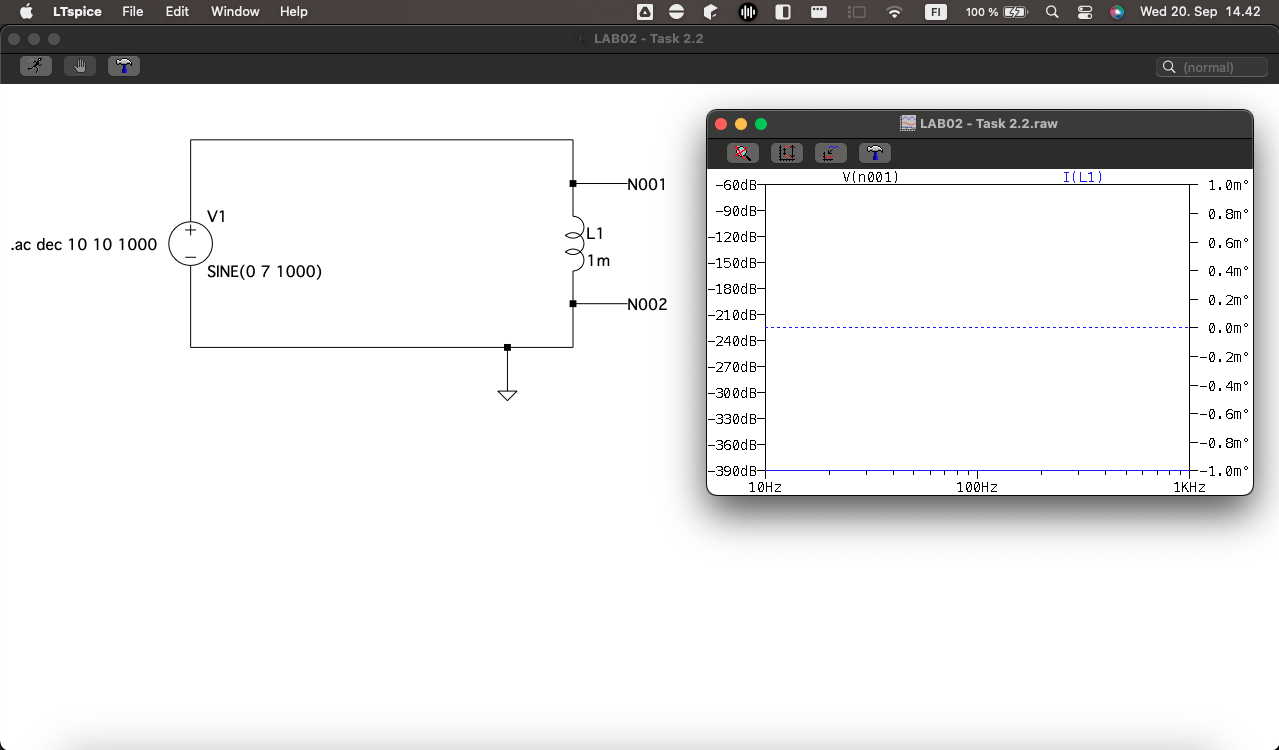 LTspice File Edit Window Help FI 100 % Wed 20. Sep 14.42
LAB02 - Task 2.2
(normal)
LAB02 - Task 2.2.raw
V(n001) I(L1)
-60dB 1.0m°
-90dB 0.8m°
-120dB 0.6m°
-150dB 0.4m°
-180dB 0.2m°
-210dB 0.0m°
-240dB -0.2m°
-270dB -0.4m°
-300dB -0.6m°
-330dB -0.8m°
-360dB
-390dB -1.0m°
10Hz 100Hz 1KHz
N001
V1
L1
.ac dec 10 10 1000
1m
SINE(0 7 1000)
N002